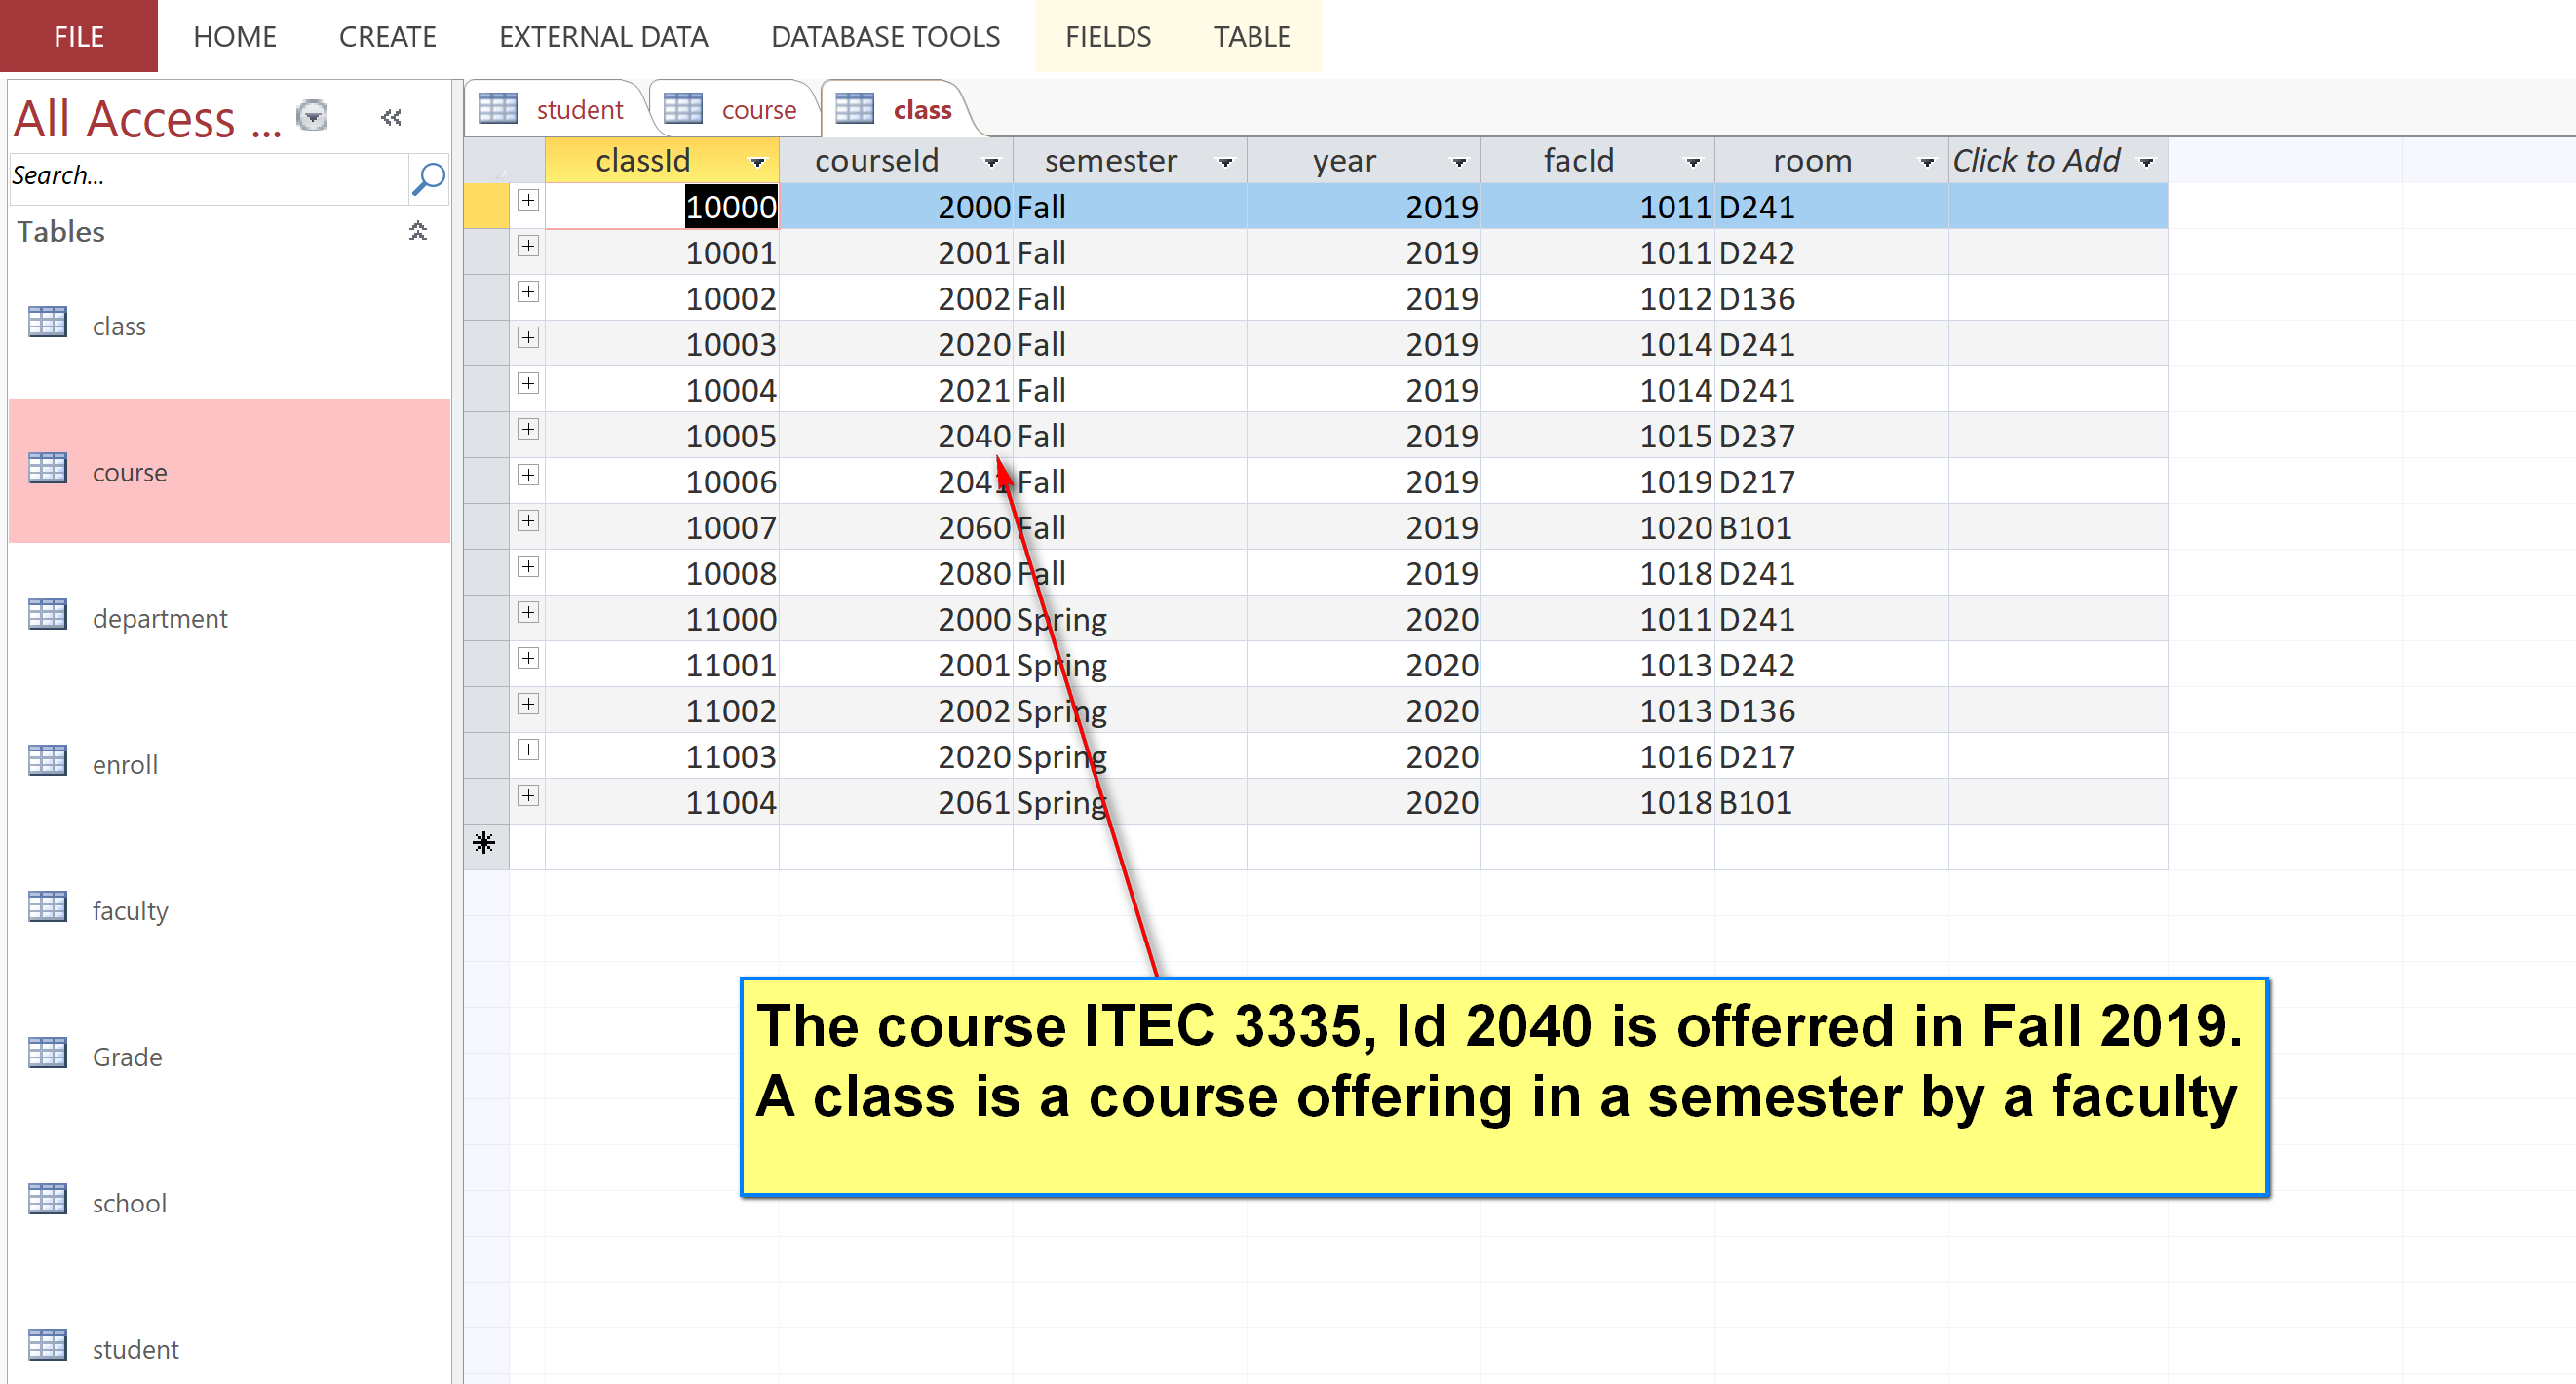 FILE HOME CREATE EXTERNAL DATA DATABASE TOOLS FIELDS TABLE
All Access ...
Search...
Tables
class
course
department
enroll
faculty
Grade
school
student
student course class
classId courseId semester year facId room Click to Add
10000 2000 Fall 2019 1011 D241
10001 2001 Fall 2019 1011 D242
10002 2002 Fall 2019 1012 D136
10003 2020 Fall 2019 1014 D241
10004 2021 Fall 2019 1014 D241
10005 2040 Fall 2019 1015 D237
10006 2041 Fall 2019 1019 D217
10007 2060 Fall 2019 1020 B101
10008 2080 Fall 2019 1018 D241
11000 2000 Spring 2020 1011 D241
11001 2001 Spring 2020 1013 D242
11002 2002 Spring 2020 1013 D136
11003 2020 Spring 2020 1016 D217
11004 2061 Spring 2020 1018 B101
The course ITEC 3335, Id 2040 is offerred in Fall 2019.
A class is a course offering in a semester by a faculty